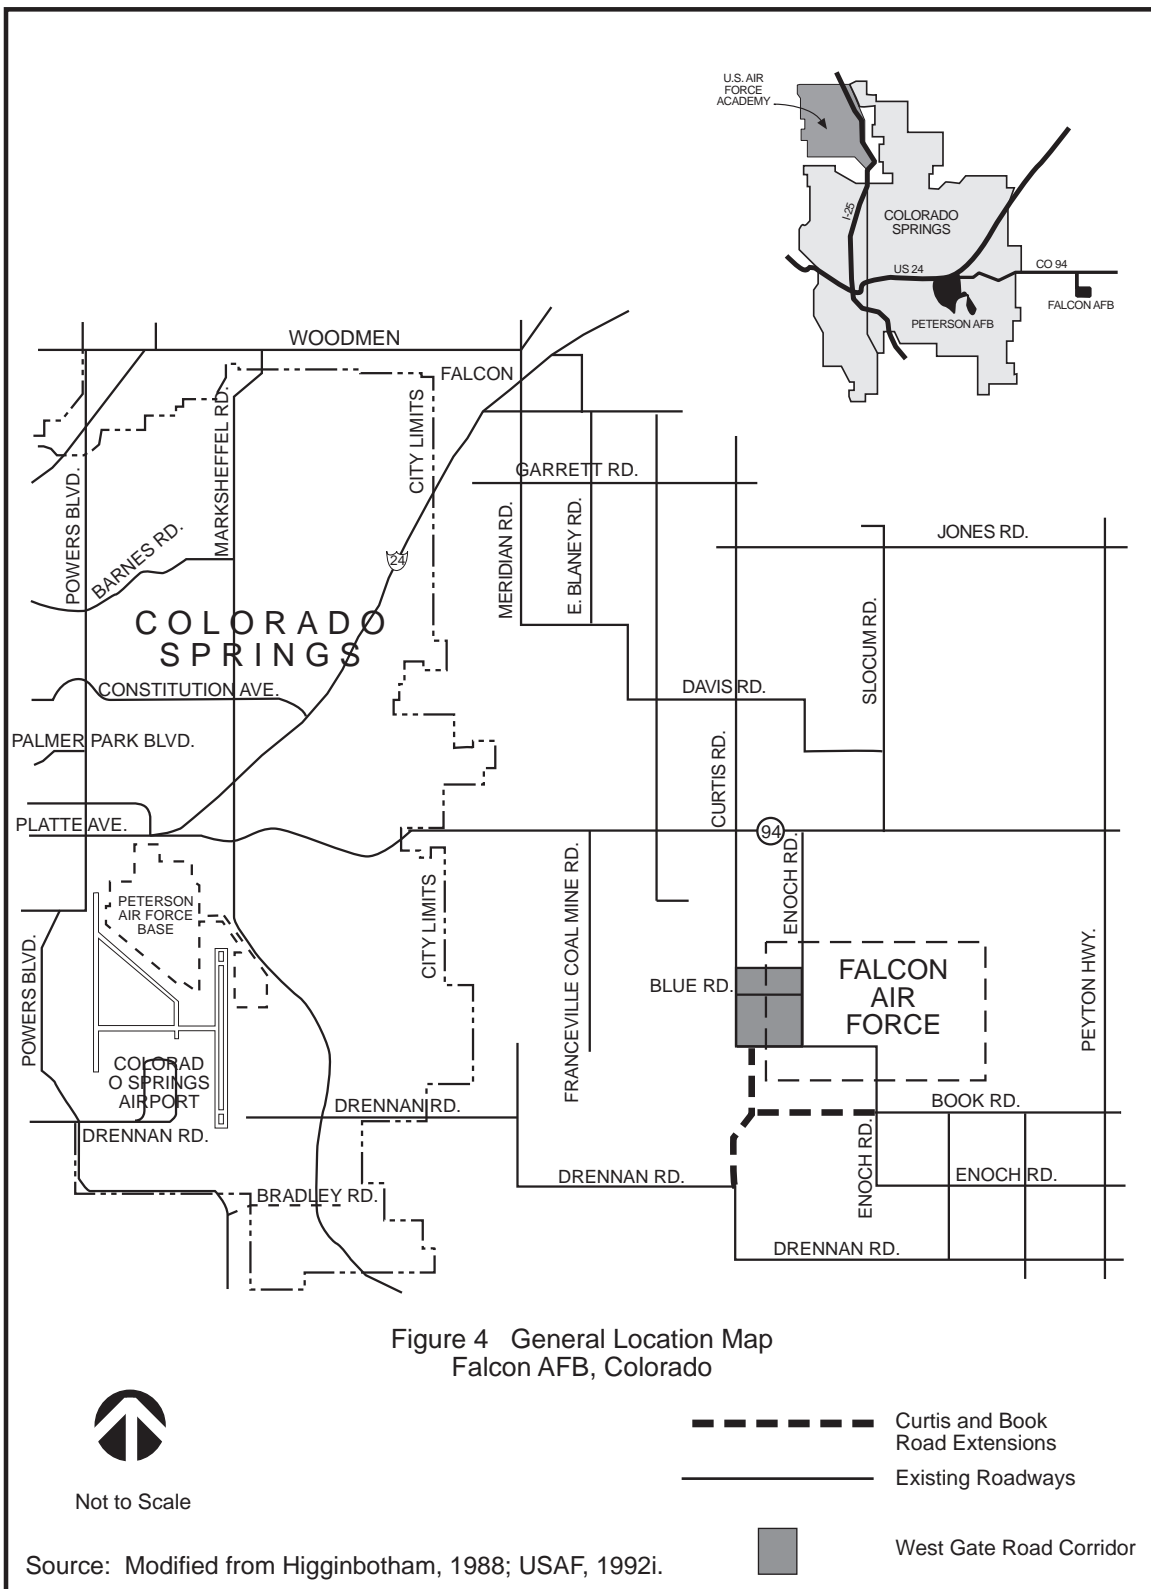 U.S. AIR
FORCE
ACADEMY
I-25
COLORADO
SPRINGS
US 24
CO 94
PETERSON AFB
FALCON AFB
WOODMEN
FALCON
POWERS BLVD.
MARKSHEFFEL RD.
CITY LIMITS
GARRETT RD.
MERIDIAN RD.
E. BLANEY RD.
BARNES RD.
24
JONES RD.
SLOCUM RD.
COLORADO
SPRINGS
CONSTITUTION AVE.
DAVIS RD.
PALMER PARK BLVD.
CURTIS RD.
PLATTE AVE.
94
ENOCH RD.
FRANCEVILLE COAL MINE RD.
PETERSON
AIR FORCE
BASE
CITY LIMITS
POWERS BLVD.
BLUE RD.
FALCON
AIR
FORCE
PEYTON HWY.
COLORAD
O SPRINGS
AIRPORT
DRENNAN RD.
DRENNAN RD.
BOOK RD.
ENOCH RD.
DRENNAN RD.
ENOCH RD.
BRADLEY RD.
DRENNAN RD.
Figure 4 General Location Map
Falcon AFB, Colorado
Not to Scale
Curtis and Book
Road Extensions
Existing Roadways
West Gate Road Corridor
Source: Modified from Higginbotham, 1988; USAF, 1992i.